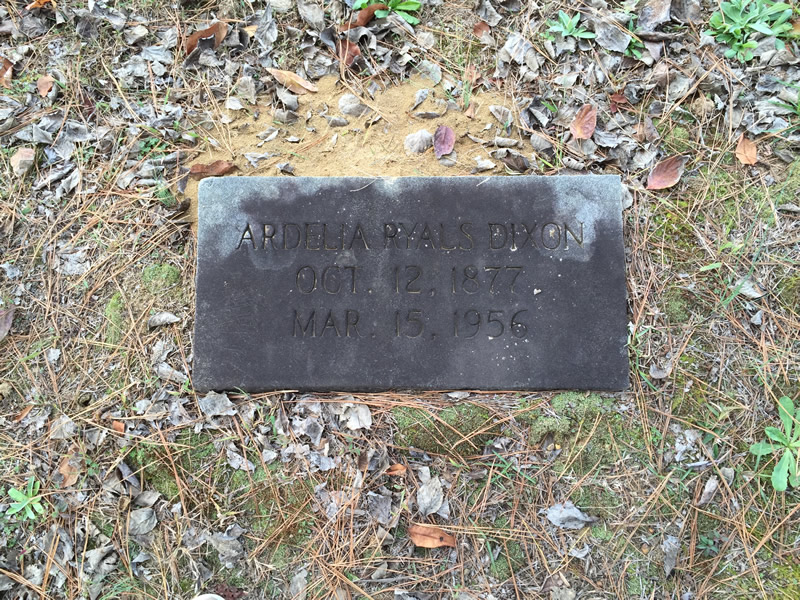 ARDELIA RYALS DIXON
OCT. 12, 1877
MAR. 15, 1956